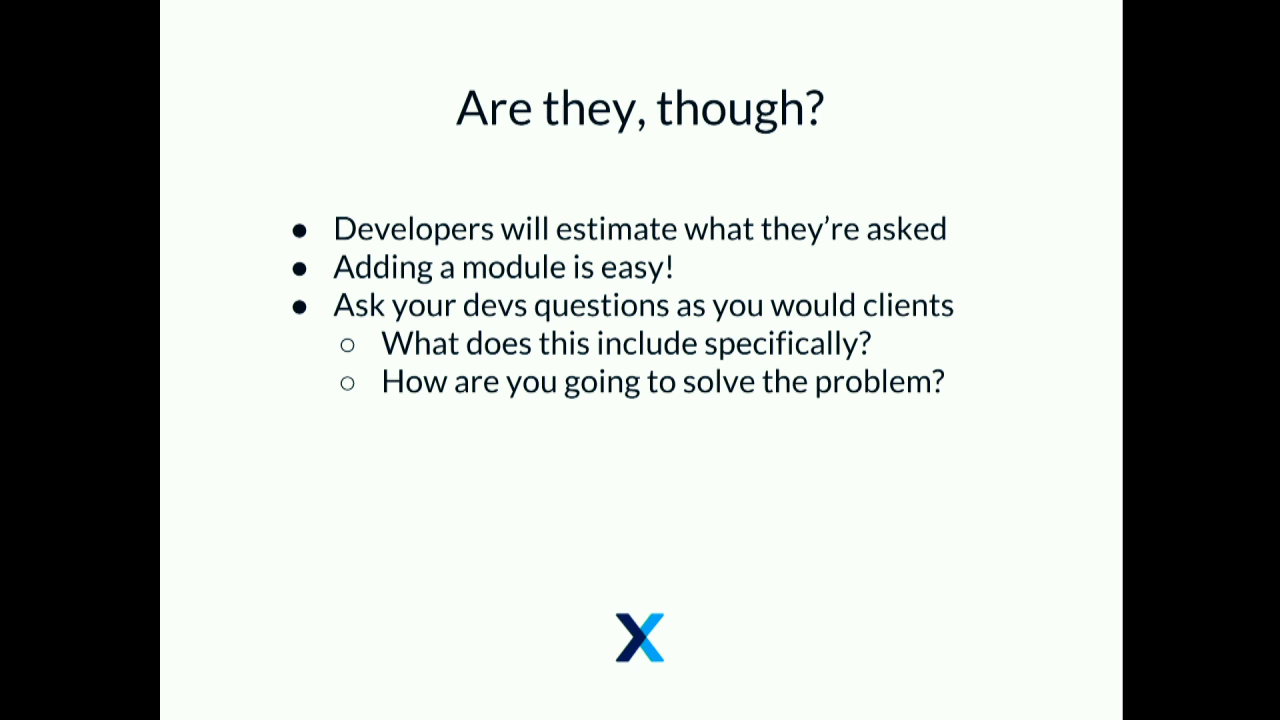 Are they, though?
● Developers will estimate what they’re asked
● Adding a module is easy!
● Ask your devs questions as you would clients
○ What does this include specifically?
○ How are you going to solve the problem?